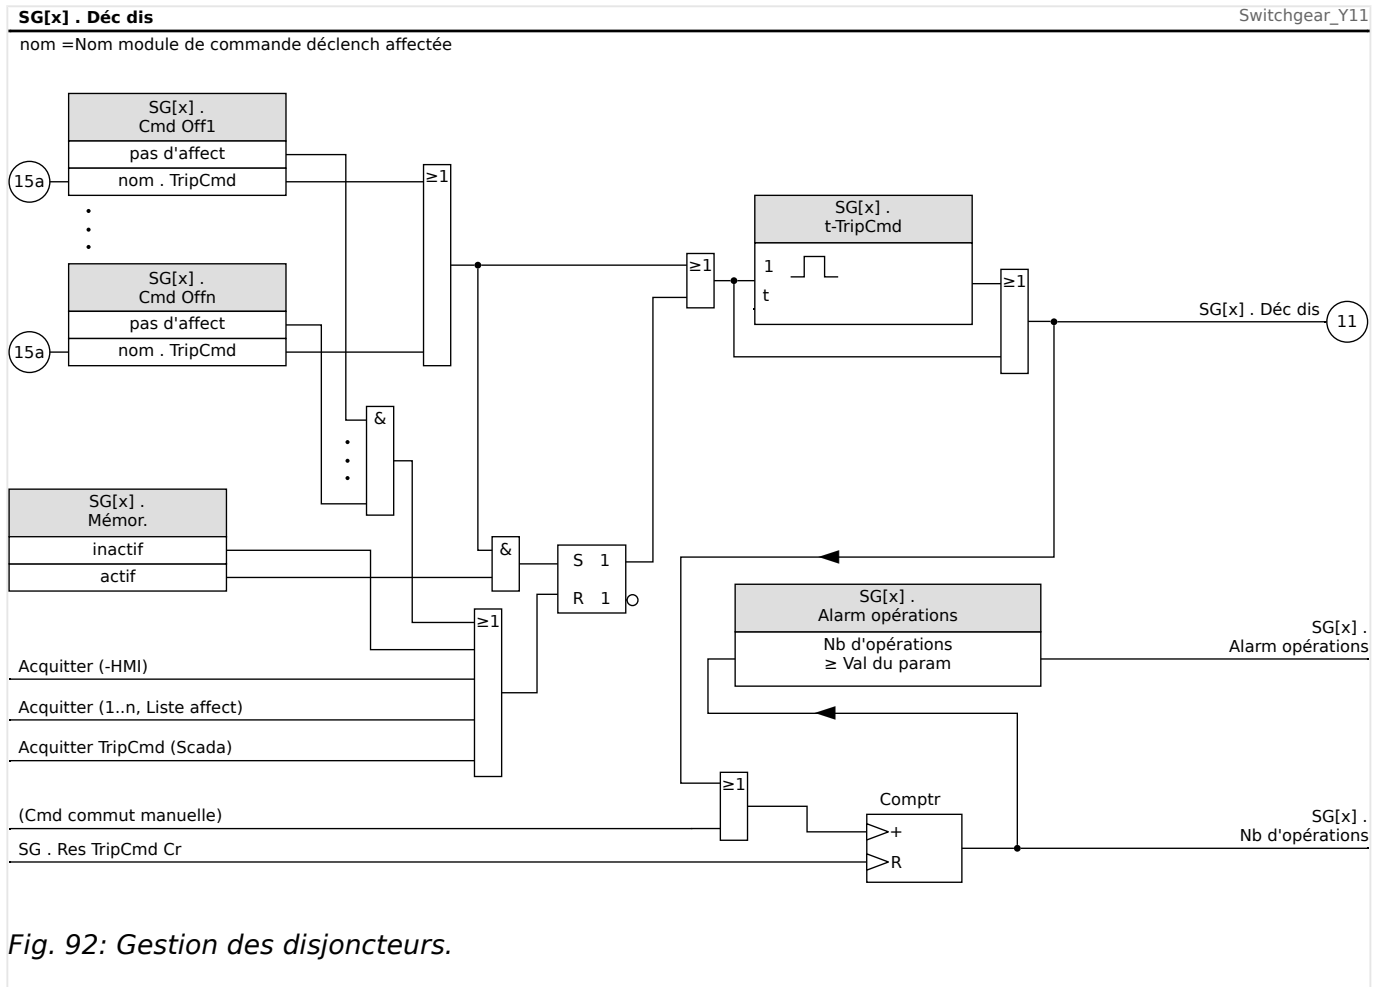 SG[x] . Déc dis
Switchgear_Y11
nom =Nom module de commande déclench affectée
SG[x] .
Cmd Off1
pas d'affect
15a
nom . TripCmd
≥1
SG[x] .
t-TripCmd
1
t
SG[x] .
Cmd Offn
pas d'affect
15a
nom . TripCmd
≥1
≥1
SG[x] . Déc dis
11
&
SG[x] .
Mémor.
inactif
actif
&
S 1
R 1
≥1
SG[x] .
Alarm opérations
Nb d'opérations
≥ Val du param
SG[x] .
Alarm opérations
Acquitter (-HMI)
Acquitter (1..n, Liste affect)
Acquitter TripCmd (Scada)
≥1
(Cmd commut manuelle)
SG . Res TripCmd Cr
Comptr
+
R
SG[x] .
Nb d'opérations
Fig. 92: Gestion des disjoncteurs.